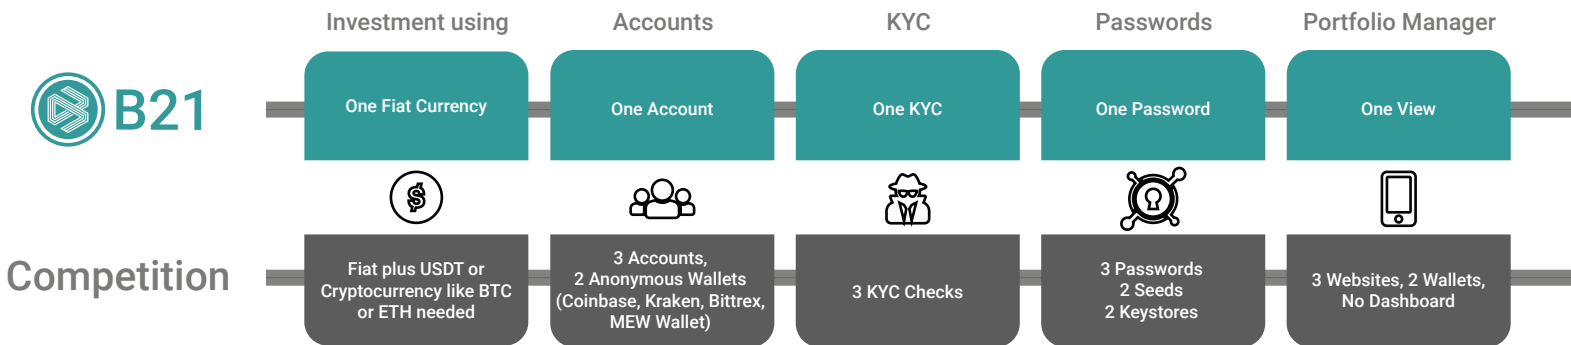 Investment using
Accounts
KYC
Passwords
Portfolio Manager
B21
One Fiat Currency
One Account
One KYC
One Password
One View
$
Competition
Fiat plus USDT or
Cryptocurrency like BTC
or ETH needed
3 Accounts,
2 Anonymous Wallets
(Coinbase, Kraken, Bittrex,
MEW Wallet)
3 KYC Checks
3 Passwords
2 Seeds
2 Keystores
3 Websites, 2 Wallets,
No Dashboard